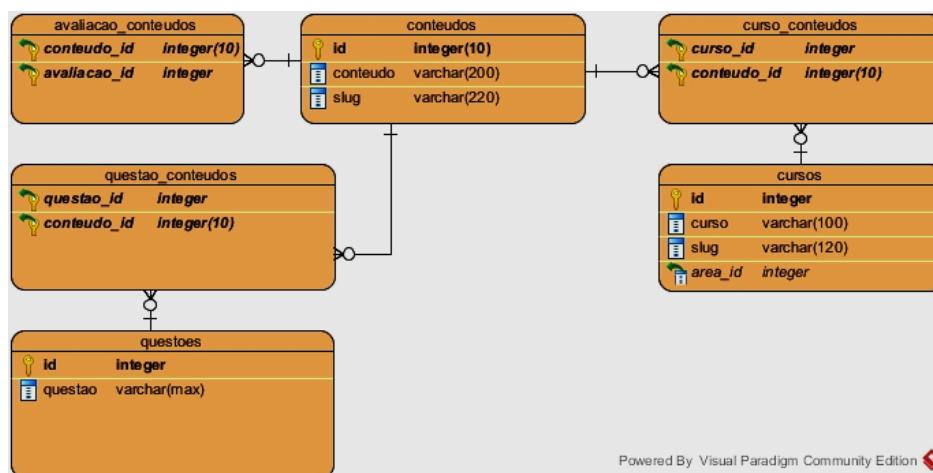 avaliacao_conteudos
conteudo_id integer(10)
avaliacao_id integer
conteudos
id integer(10)
conteudo varchar(200)
slug varchar(220)
curso_conteudos
curso_id integer
conteudo_id integer(10)
questao_conteudos
questao_id integer
conteudo_id integer(10)
cursos
id integer
curso varchar(100)
slug varchar(120)
area_id integer
questoes
id integer
questao varchar(max)
Powered By Visual Paradigm Community Edition